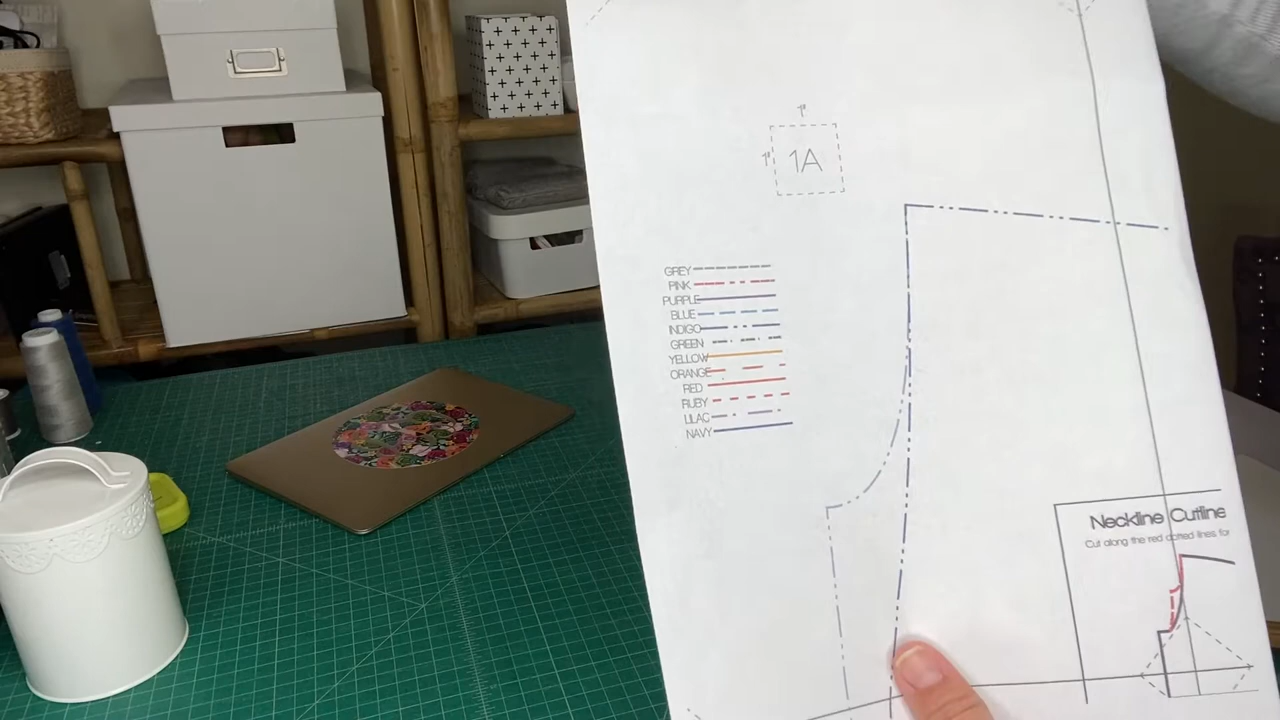 1"
1" 1A
GREY
PINK
PURPLE
BLUE
INDIGO
GREEN
YELLOW
ORANGE
RED
RUBY
LILAC
NAVY
Neckline Cutline
Cut along the red dotted lines for